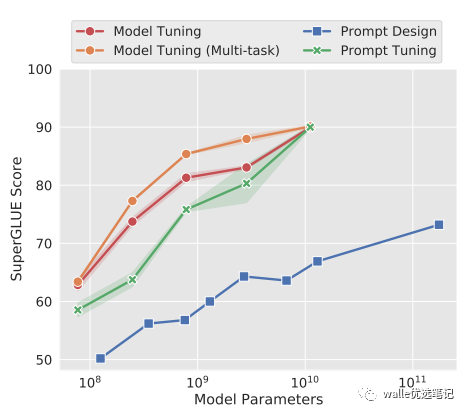 Model Tuning
Model Tuning (Multi-task)
Prompt Design
Prompt Tuning
SuperGLUE Score
100
90
80
70
60
50
10⁸
10⁹
10¹⁰
10¹¹
Model Parameters
walle优选笔记